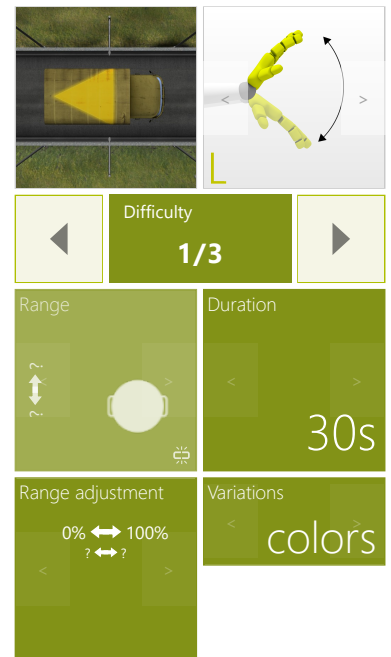 L
Difficulty
1/3
Range
?
?
Duration
30s
Range adjustment
0% ↔ 100%
? ↔ ?
Variations
colors